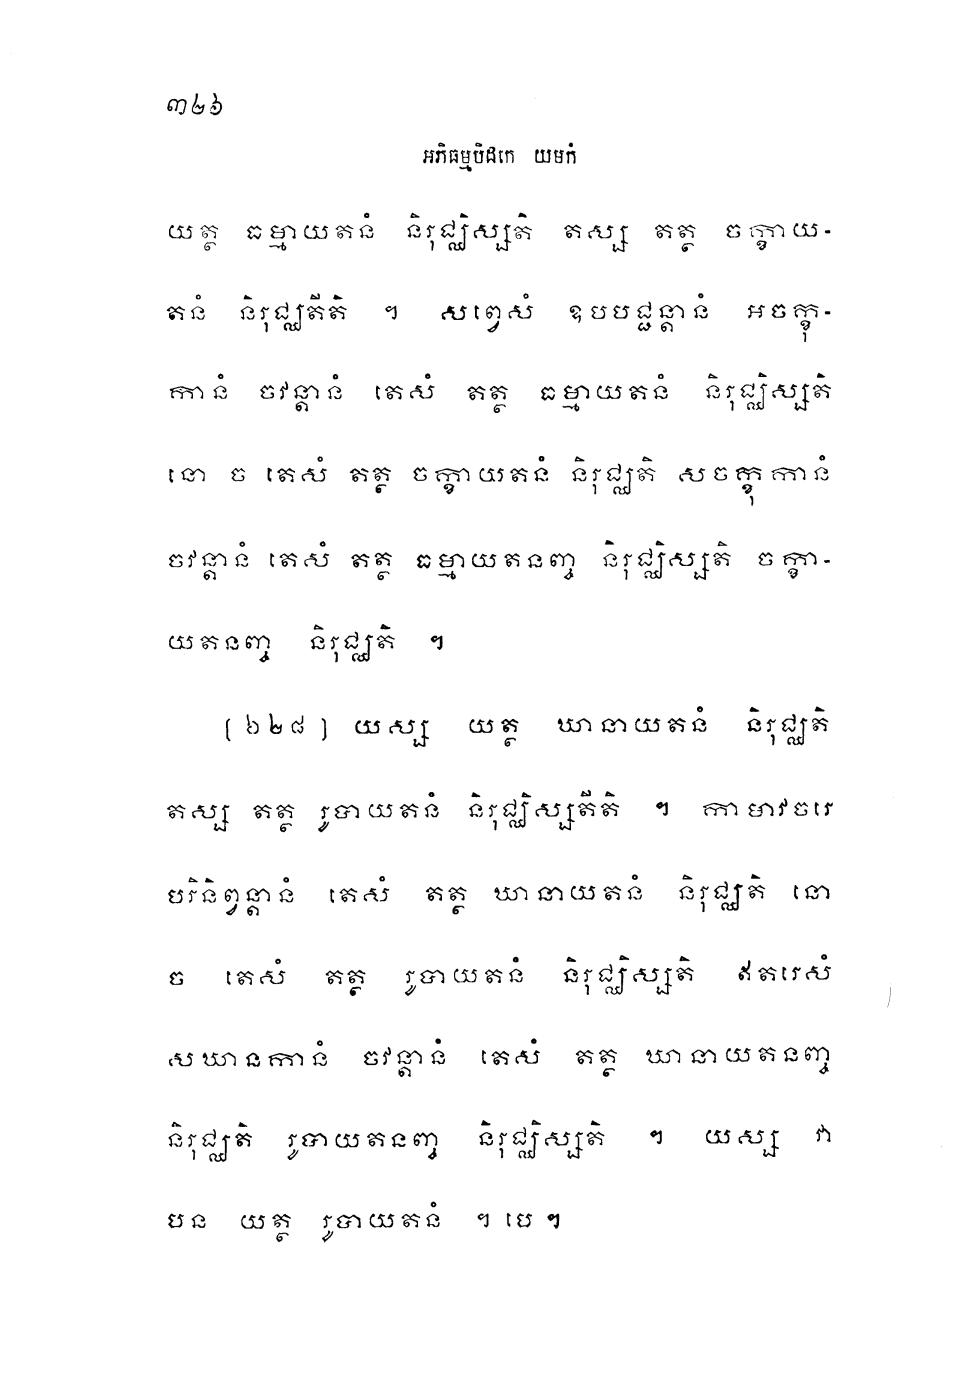 ៣២៦
អភិធម្មបិដកេ យមកំ
យត្ថ ធម្មាយតនំ និរុជ្ឈិស្សតិ តស្ស តត្ថ ចក្ខាយ-
តនំ និរុជ្ឈតីតិ ។ សព្វេសំ ឧបបជ្ជន្តានំ អចក្ខុ-
កានំ ចវន្តានំ តេសំ តត្ថ ធម្មាយតនំ និរុជ្ឈិស្សតិ
នោ ច តេសំ តត្ថ ចក្ខាយតនំ និរុជ្ឈតិ សចក្ខុកានំ
ចវន្តានំ តេសំ តត្ថ ធម្មាយតនញ្ច និរុជ្ឈិស្សតិ ចក្ខា-
យតនញ្ច និរុជ្ឈតិ ។
[៦២៨] យស្ស យត្ថ ឃានាយតនំ និរុជ្ឈតិ
តស្ស តត្ថ រូបាយតនំ និរុជ្ឈិស្សតីតិ ។ កាមាវចរេ
បរិនិព្វន្តានំ តេសំ តត្ថ ឃានាយតនំ និរុជ្ឈតិ នោ
ច តេសំ តត្ថ រូបាយតនំ និរុជ្ឈិស្សតិ ឥតរេសំ
សឃានកានំ ចវន្តានំ តេសំ តត្ថ ឃានាយតនញ្ច
និរុជ្ឈតិ រូបាយតនញ្ច និរុជ្ឈិស្សតិ ។ យស្ស វា
បន យត្ថ រូបាយតនំ ។ បេ ។